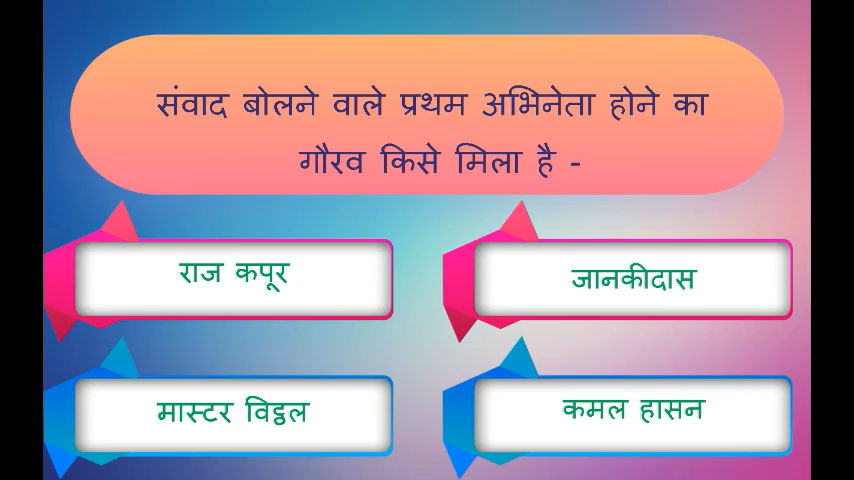 संवाद बोलने वाले प्रथम अभिनेता होने का
गौरव किसे मिला है -
राज कपूर
जानकीदास
मास्टर विठ्ठल
कमल हासन